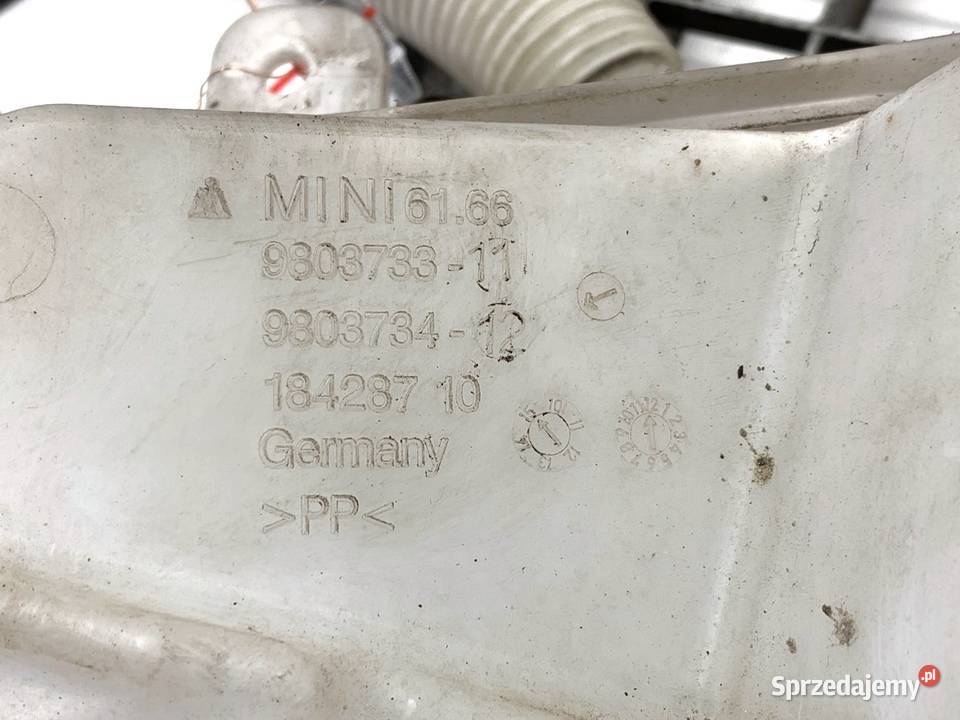 MINI 61.66
9803733-11
9803734-12
184287 10
Germany
>PP<
Sprzedajemy.pl